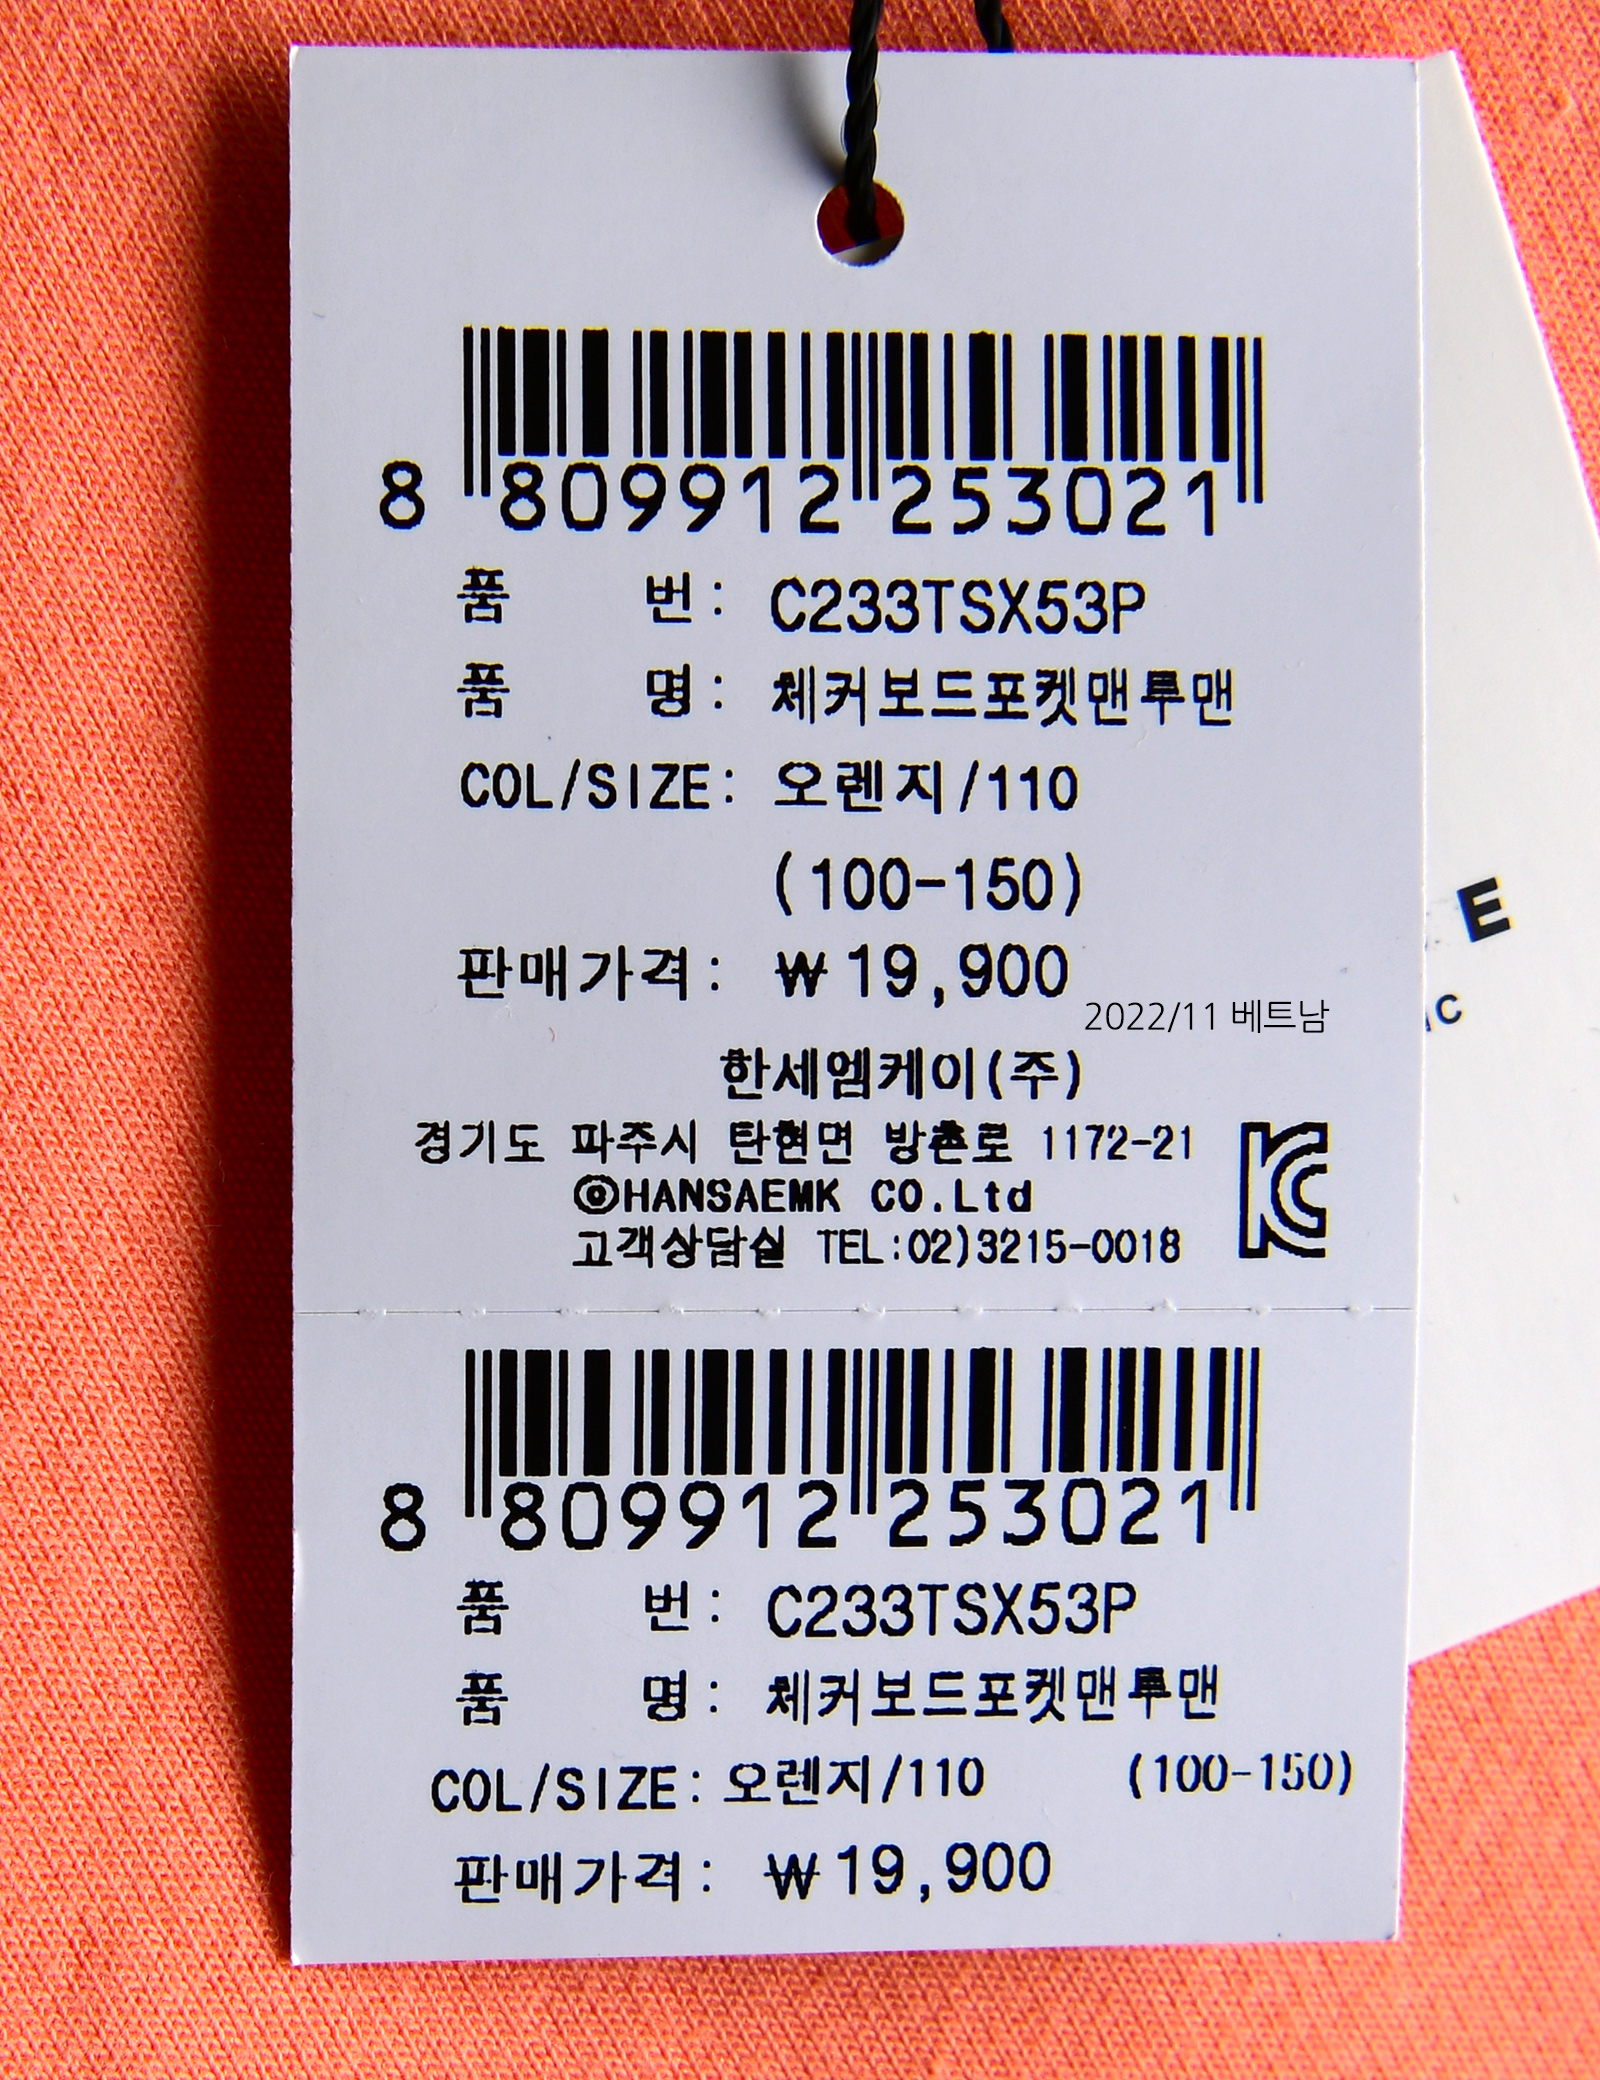 8 809912 253021
품 번: C233TSX53P
품 명: 체커보드포켓맨투맨
COL/SIZE: 오렌지/110
(100-150)
판매가격: ₩19,900
2022/11 베트남
한세엠케이(주)
경기도 파주시 탄현면 방촌로 1172-21
ⓒHANSAEMK CO.Ltd
고객상담실 TEL:02)3215-0018
KC
8 809912 253021
품 번: C233TSX53P
품 명: 체커보드포켓맨투맨
COL/SIZE: 오렌지/110 (100-150)
판매가격: ₩19,900
E
IC